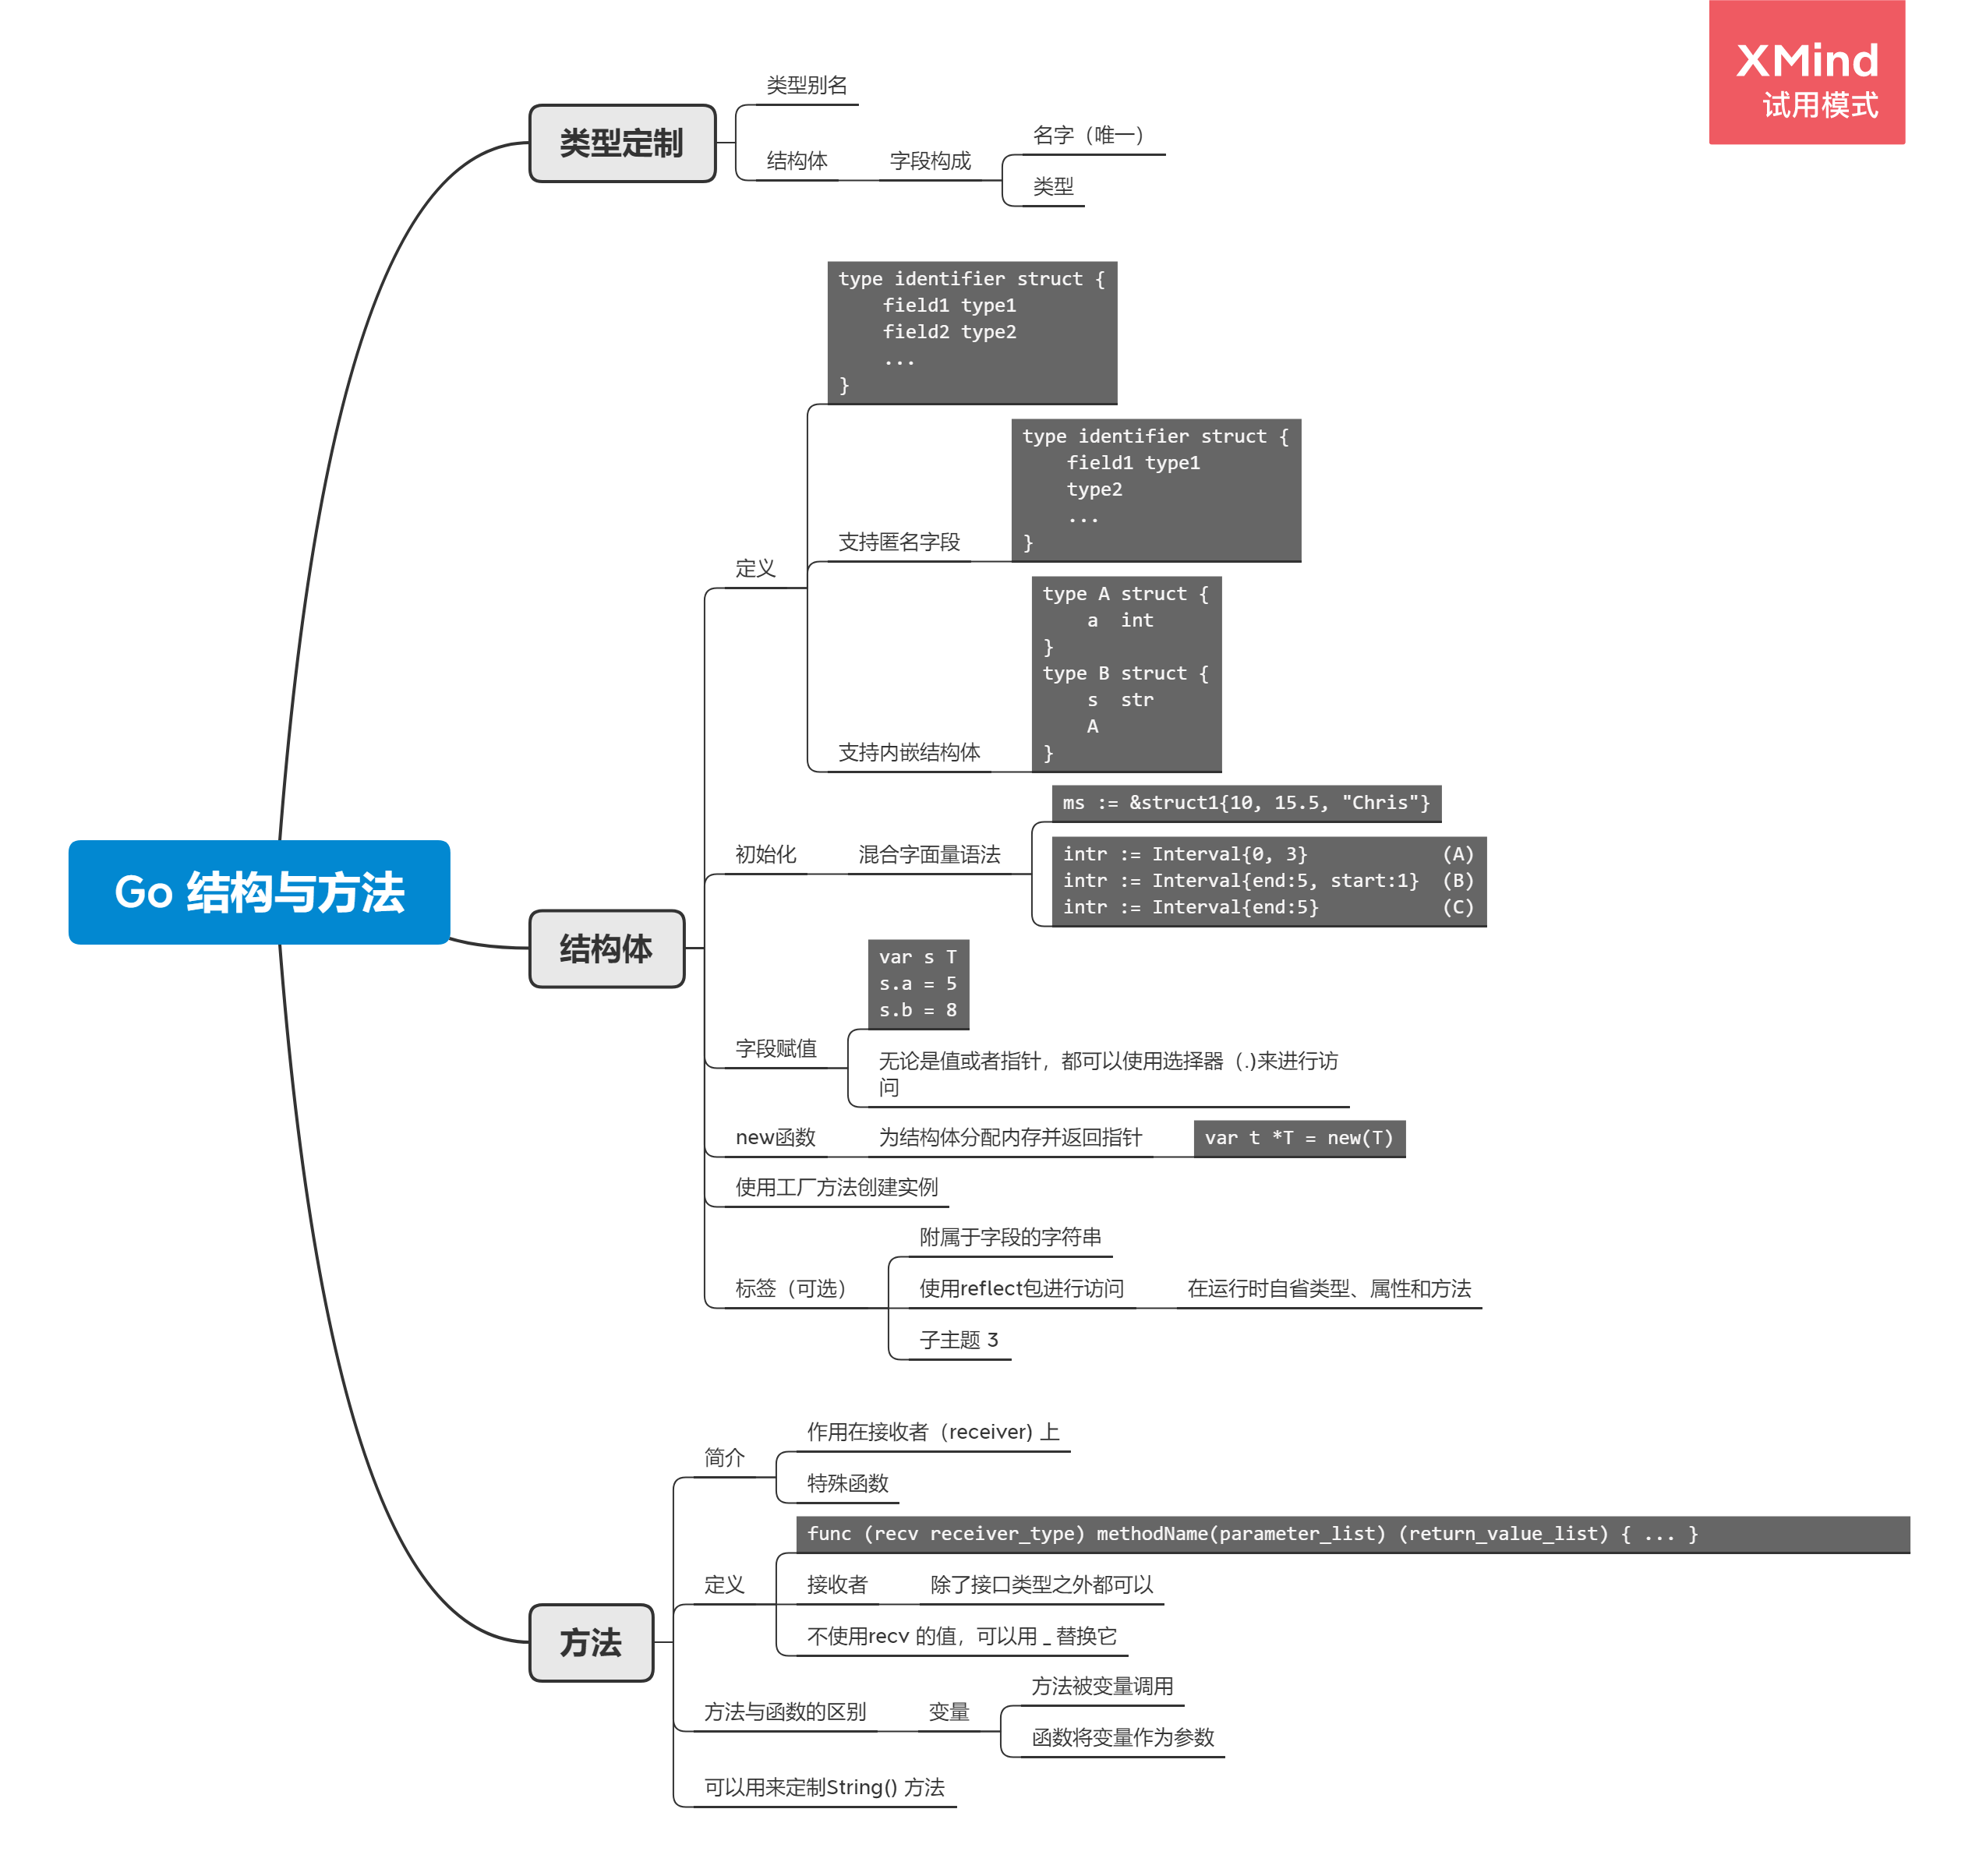 XMind
试用模式
Go 结构与方法
类型定制
类型别名
结构体
字段构成
名字（唯一）
类型
结构体
定义
type identifier struct {
    field1 type1
    field2 type2
    ...
}
支持匿名字段
type identifier struct {
    field1 type1
    type2
    ...
}
支持内嵌结构体
type A struct {
    a  int
}
type B struct {
    s  str
    A
}
初始化
混合字面量语法
ms := &struct1{10, 15.5, "Chris"}
intr := Interval{0, 3}            (A)
intr := Interval{end:5, start:1}  (B)
intr := Interval{end:5}           (C)
字段赋值
var s T
s.a = 5
s.b = 8
无论是值或者指针，都可以使用选择器（.)来进行访
问
new函数
为结构体分配内存并返回指针
var t *T = new(T)
使用工厂方法创建实例
标签（可选）
附属于字段的字符串
使用reflect包进行访问
在运行时自省类型、属性和方法
子主题 3
方法
简介
作用在接收者（receiver) 上
特殊函数
定义
func (recv receiver_type) methodName(parameter_list) (return_value_list) { ... }
接收者
除了接口类型之外都可以
不使用recv 的值，可以用 _ 替换它
方法与函数的区别
变量
方法被变量调用
函数将变量作为参数
可以用来定制String() 方法